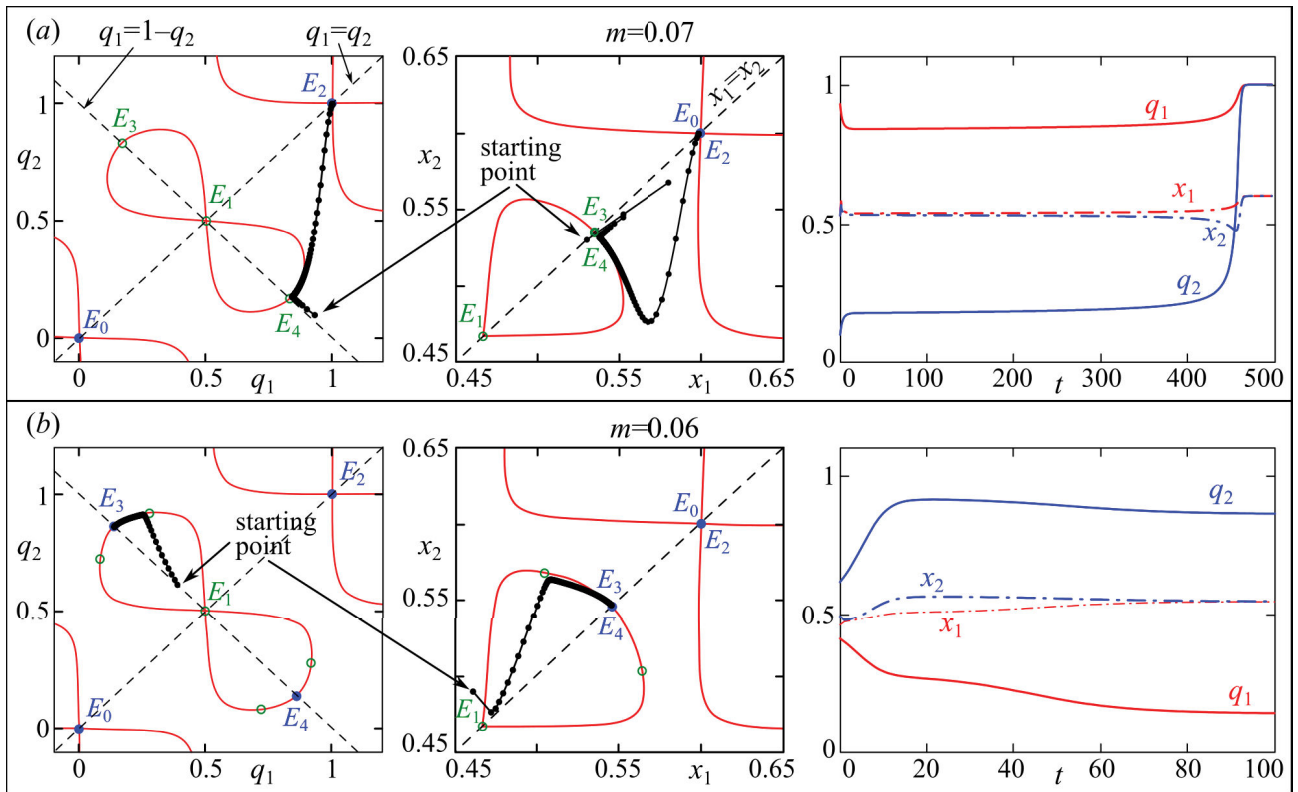 (a) q₁=1–q₂ q₁=q₂ m=0.07
0.65 1
E₂ x₁=x₂ q₁
1 E₃ E₀
q₂ x₂ starting E₂
point
E₁ 0.55 E₃ x₁
0.5 0.5 x₂
E₄
q₂
E₀ E₄ E₁
0 0.45 1
0 0.5 q₁ 1 0.45 0.55 x₁ 0.65 0 100 200 300 t 400 500
(b) m=0.06
0.65 1
E₂ q₂
1 E₃ E₀
q₂ starting x₂ E₂
point
E₁ 0.55 E₃ x₂
0.5 E₄ 0.5
x₁
E₀ E₄ E₁ q₁
0 0.45 1
0 0.5 q₁ 1 0.45 0.55 x₁ 0.65 0 20 40 t 60 80 100